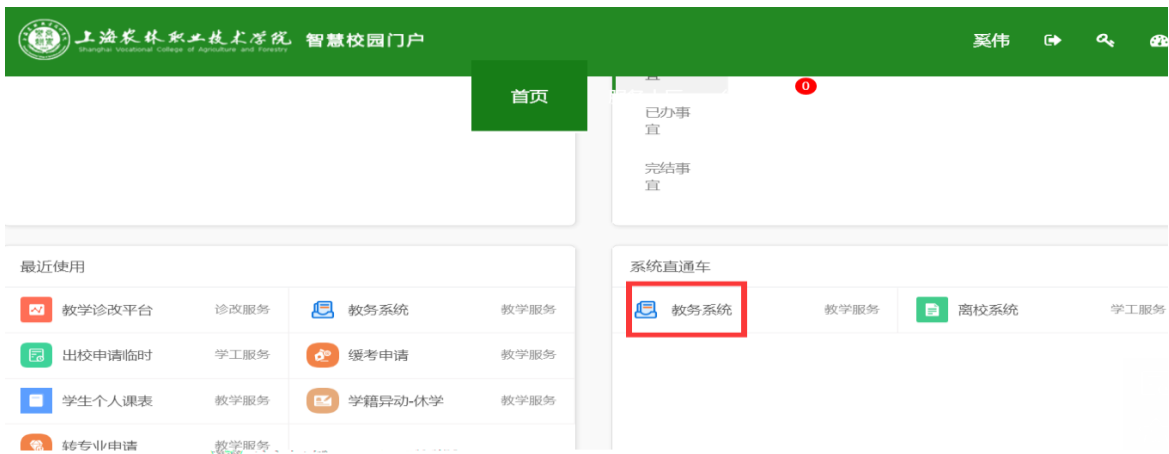 上海农林职业技术学院 智慧校园门户
Shanghai Vocational College of Agriculture and Forestry
奚伟
首页
0
已办事
宜
完结事
宜
最近使用
教学诊改平台 诊改服务 教务系统 教学服务
出校申请临时 学工服务 缓考申请 教学服务
学生个人课表 教学服务 学籍异动-休学 教学服务
转专业申请 教学服务
系统直通车
教务系统 教学服务 离校系统 学工服务